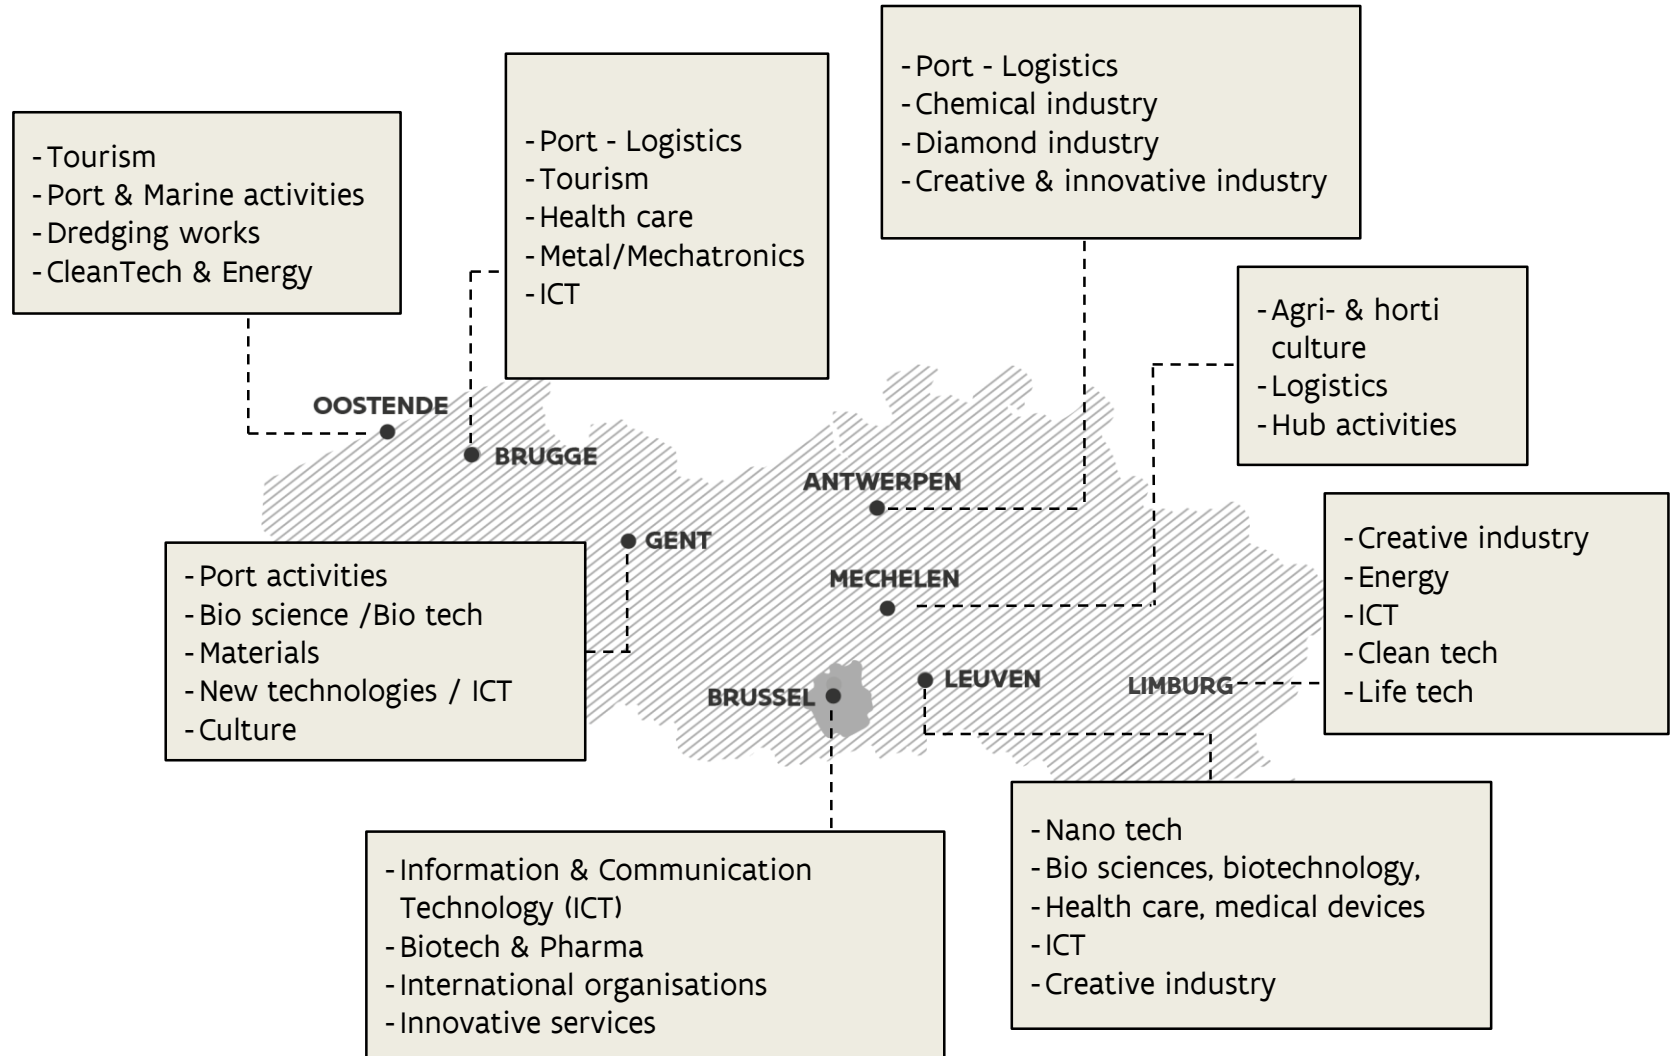 -Tourism
-Port & Marine activities
-Dredging works
-CleanTech & Energy
-Port - Logistics
-Tourism
-Health care
-Metal/Mechatronics
-ICT
-Port - Logistics
-Chemical industry
-Diamond industry
-Creative & innovative industry
-Agri- & horti
culture
-Logistics
-Hub activities
OOSTENDE
BRUGGE
ANTWERPEN
GENT
MECHELEN
BRUSSEL
LEUVEN
LIMBURG
-Port activities
-Bio science /Bio tech
-Materials
-New technologies / ICT
-Culture
-Creative industry
-Energy
-ICT
-Clean tech
-Life tech
-Information & Communication
Technology (ICT)
-Biotech & Pharma
-International organisations
-Innovative services
-Nano tech
-Bio sciences, biotechnology,
-Health care, medical devices
-ICT
-Creative industry